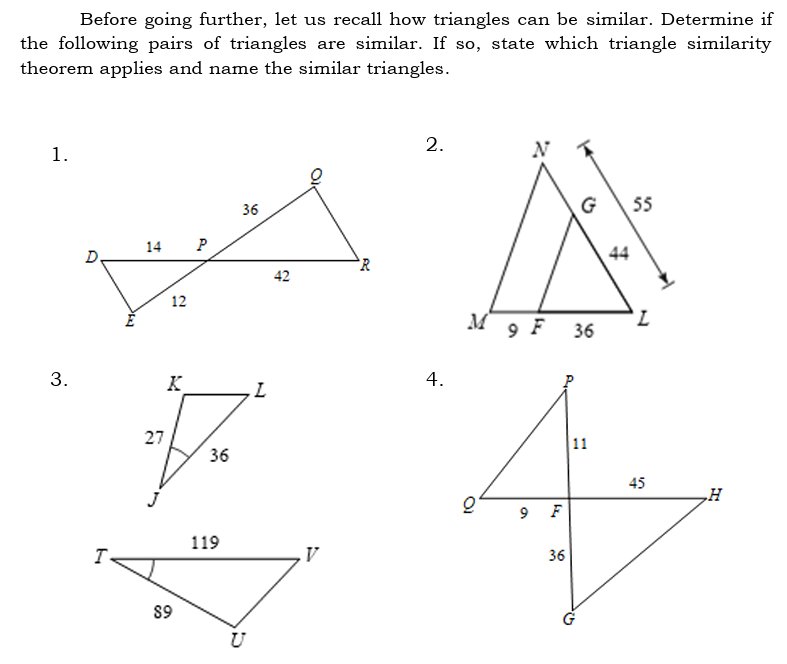 Before going further, let us recall how triangles can be similar. Determine if
the following pairs of triangles are similar. If so, state which triangle similarity
theorem applies and name the similar triangles.
1.
Q
36
D
14
P
R
42
12
E
2.
N
G
55
44
M
9
F
36
L
3.
K
L
27
36
J
T
119
V
89
U
4.
P
11
45
Q
9
F
H
36
G